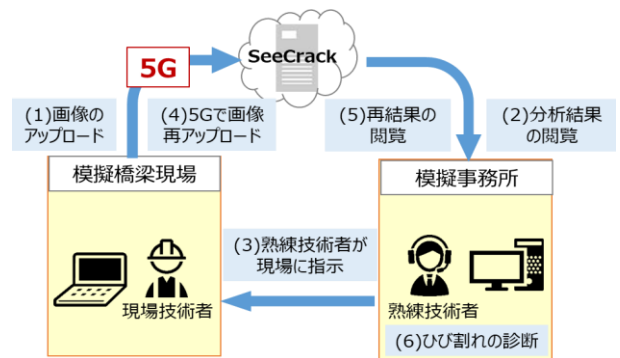 SeeCrack
5G
(1)画像の
アップロード
(4)5Gで画像
再アップロード
(5)再結果の
閲覧
(2)分析結果
の閲覧
模擬橋梁現場
模擬事務所
(3)熟練技術者が
現場に指示
現場技術者
熟練技術者
(6)ひび割れの診断